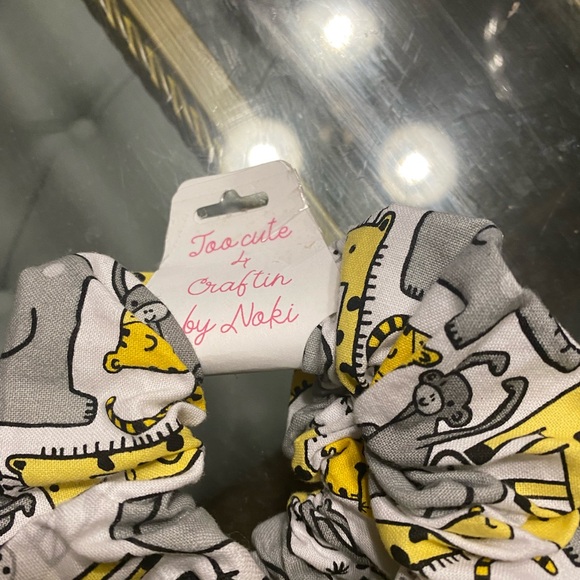 Too cute
4
Craftin
by Noki